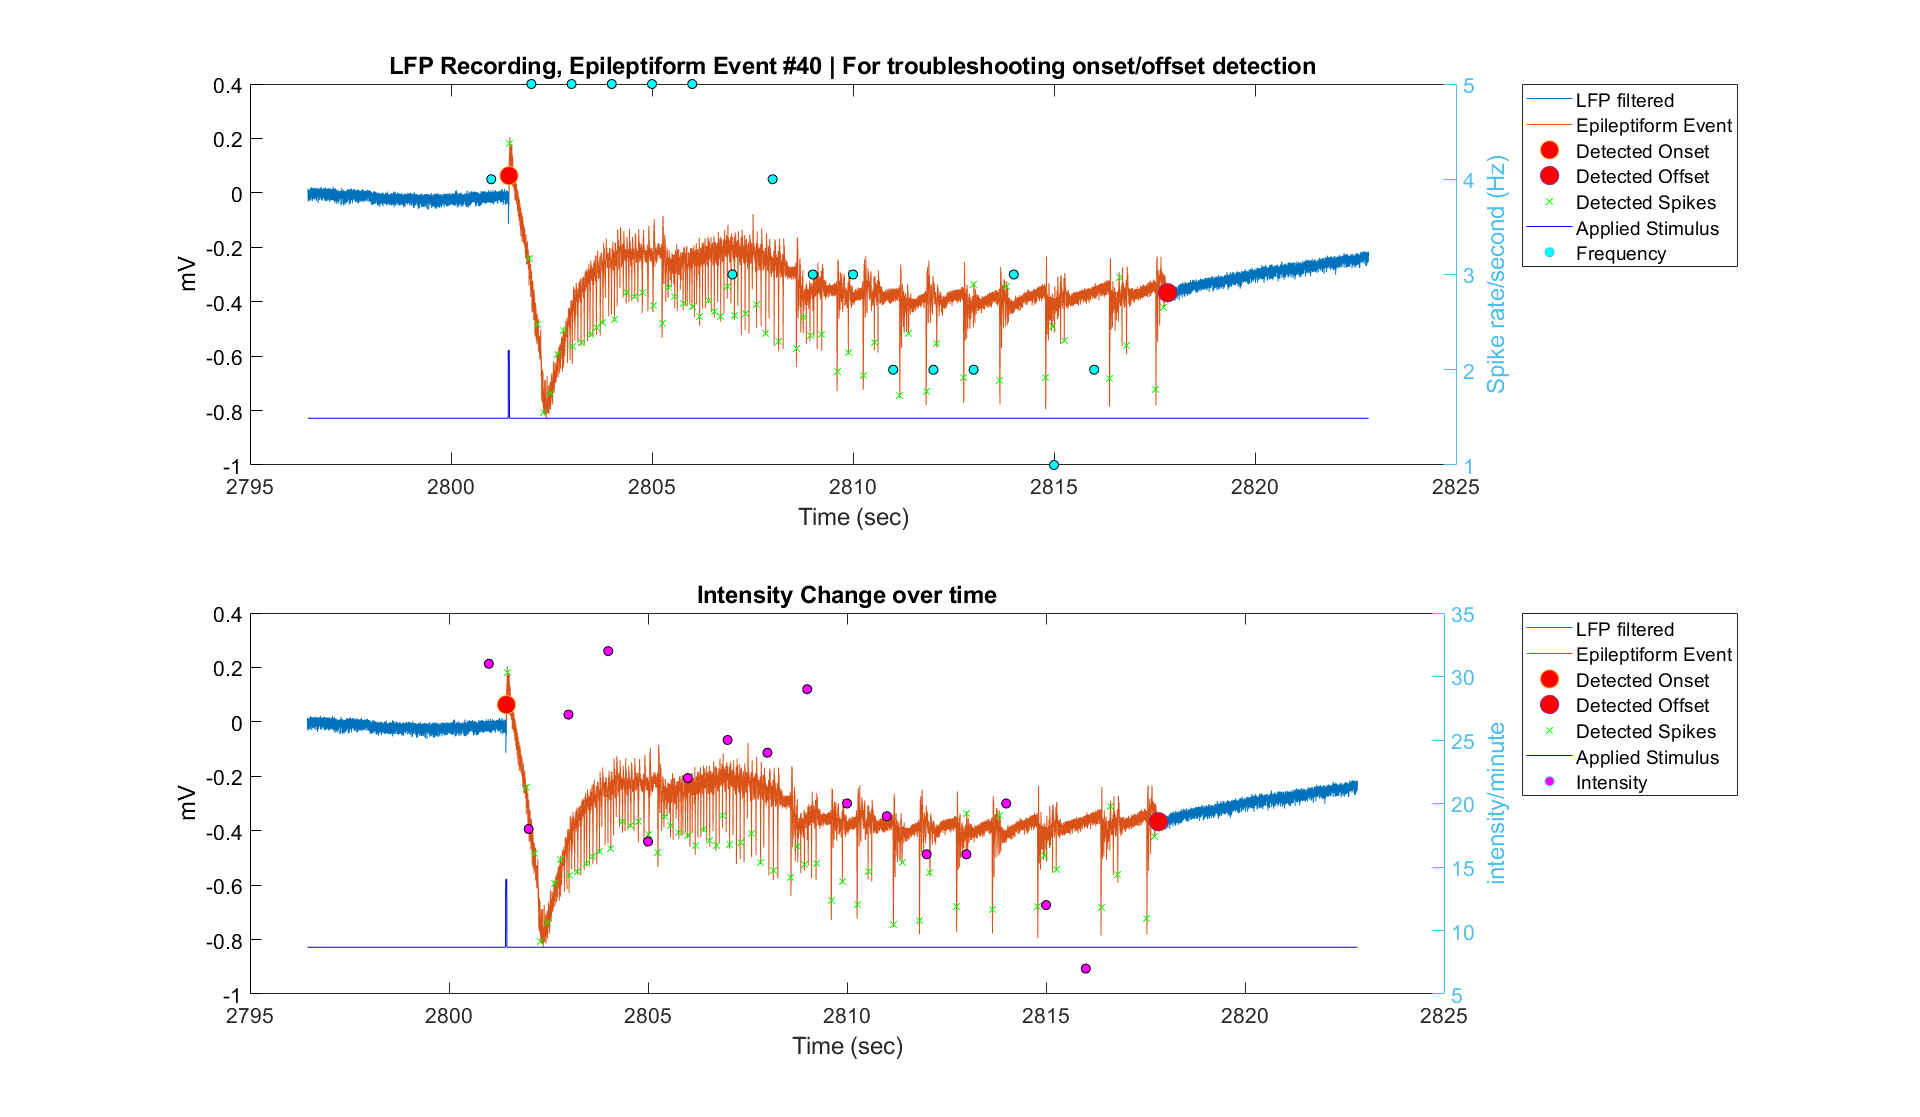 LFP Recording, Epileptiform Event #40 | For troubleshooting onset/offset detection
0.4
0.2
0
-0.2
-0.4
-0.6
-0.8
-1
mV
2795 2800 2805 2810 2815 2820 2825
Time (sec)
5
4
3
2
1
Spike rate/second (Hz)
LFP filtered
Epileptiform Event
Detected Onset
Detected Offset
Detected Spikes
Applied Stimulus
Frequency
Intensity Change over time
0.4
0.2
0
-0.2
-0.4
-0.6
-0.8
-1
mV
2795 2800 2805 2810 2815 2820 2825
Time (sec)
35
30
25
20
15
10
5
intensity/minute
LFP filtered
Epileptiform Event
Detected Onset
Detected Offset
Detected Spikes
Applied Stimulus
Intensity